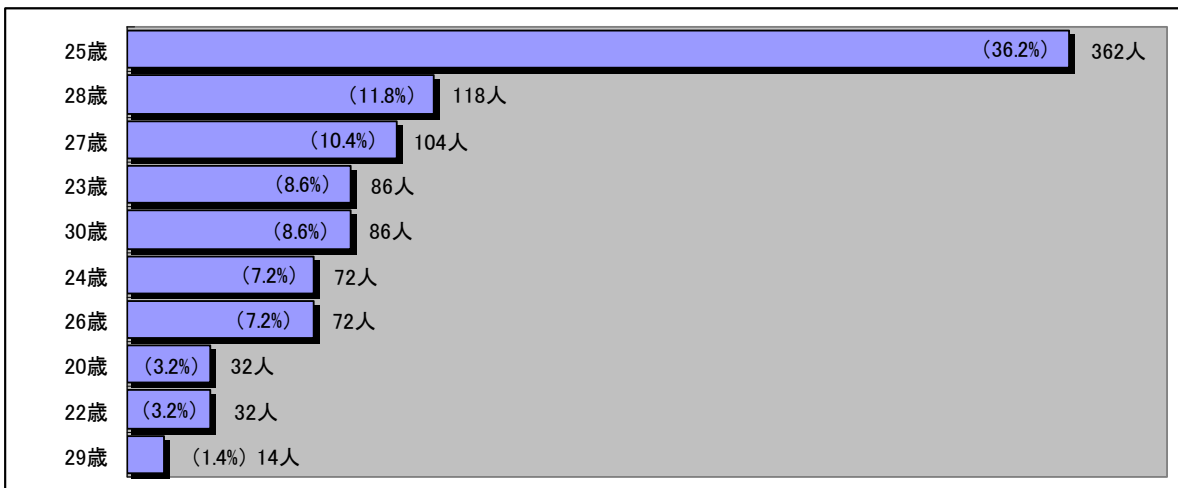 25歳 (36.2%) 362人
28歳 (11.8%) 118人
27歳 (10.4%) 104人
23歳 (8.6%) 86人
30歳 (8.6%) 86人
24歳 (7.2%) 72人
26歳 (7.2%) 72人
20歳 (3.2%) 32人
22歳 (3.2%) 32人
29歳 (1.4%) 14人